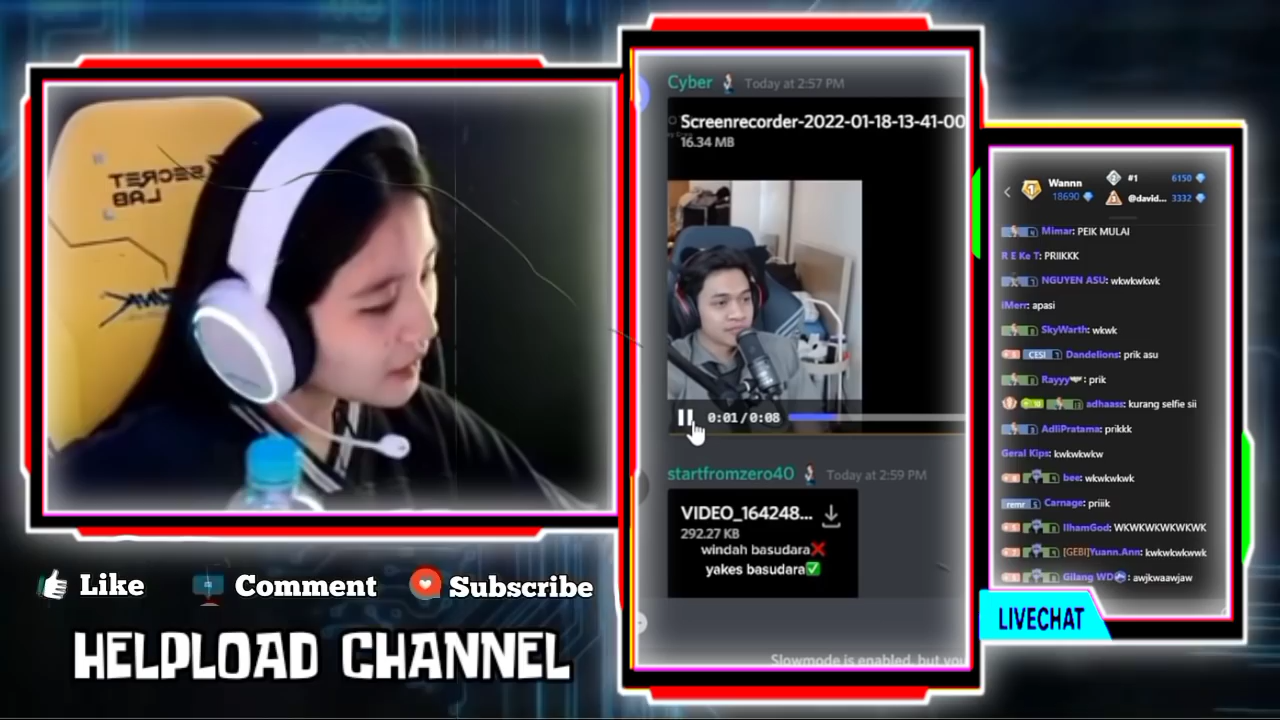 SECRET
LAB
Like
Comment
Subscribe
HELPLOAD CHANNEL
Cyber Today at 2:57 PM
Screenrecorder-2022-01-18-13-41-00
16.34 MB
0:01 / 0:08
startfromzero40 Today at 2:59 PM
VIDEO_164248...
292.27 KB
windah basudara❌
yakes basudara✅
Slowmode is enabled, but you
Wannn
18690
#1 6150
@david... 3332
Mimar: PEIK MULAI
R E Ke T: PRIIKKK
NGUYEN ASU: wkwkwkwk
iMerr: apasi
SkyWarth: wkwk
CESI Dandelions: prik asu
Rayyy: prik
adhaass: kurang selfie sii
AdliPratama: prikkk
Geral Kips: kwkwkwkw
bee: wkwkwkwk
remr Carnage: priiik
IlhamGod: WKWKWKWKWKWK
[GEBI]Yuann.Ann: kwkwkwkwwk
Gilang WD: awjkwaawjaw
LIVECHAT